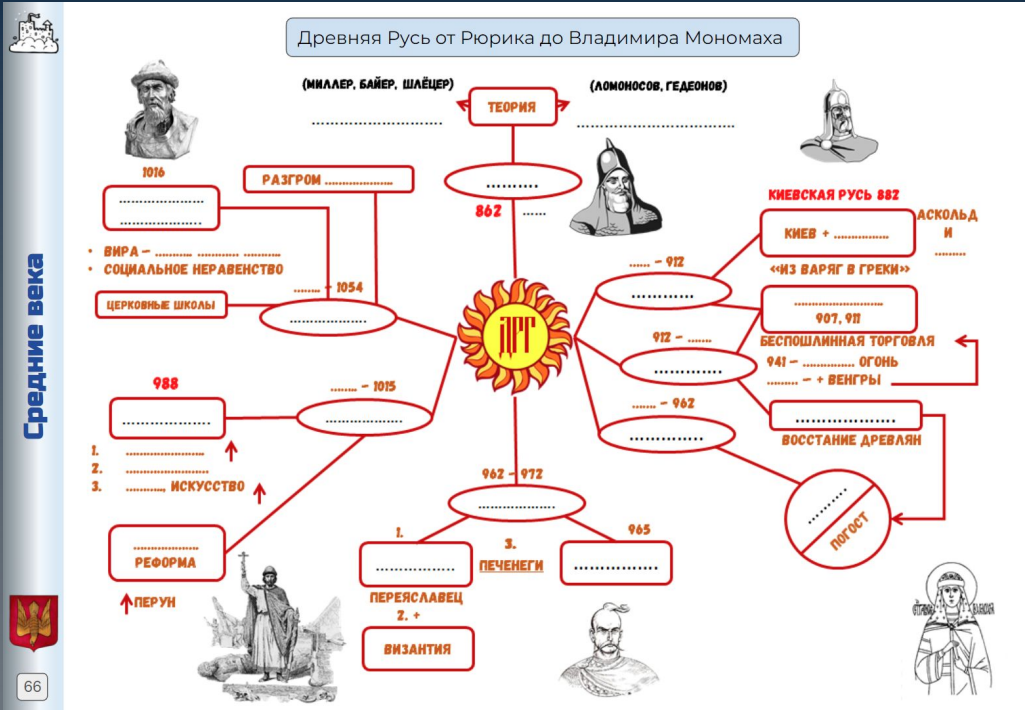 Древняя Русь от Рюрика до Владимира Мономаха
Средние века
66
(МИЛЛЕР, БАЙЕР, ШЛЁЦЕР)
ТЕОРИЯ
(ЛОМОНОСОВ, ГЕДЕОНОВ)
................................
................................
..........
862 ......
1016
....................
....................
РАЗГРОМ ....................
• ВИРА – ........... ........... ..........
• СОЦИАЛЬНОЕ НЕРАВЕНСТВО
ЦЕРКОВНЫЕ ШКОЛЫ
........ – 1054
....................
КИЕВСКАЯ РУСЬ 882
КИЕВ + ................
АСКОЛЬД
И
.........
«ИЗ ВАРЯГ В ГРЕКИ»
...... – 912
............
.........................
907, 911
БЕСПОШЛИННАЯ ТОРГОВЛЯ
912 – .......
..............
941 – ............... ОГОНЬ
......... – + ВЕНГРЫ
........ – 962
..............
....................
ВОССТАНИЕ ДРЕВЛЯН
..........
ПОГОСТ
ДРГ
988
....................
1. ......................
2. ......................
3. .........., ИСКУССТВО
........ – 1015
....................
..................
РЕФОРМА
ПЕРУН
962 – 972
....................
1.
....................
ПЕРЕЯСЛАВЕЦ
2. +
ВИЗАНТИЯ
3.
ПЕЧЕНЕГИ
965
.................